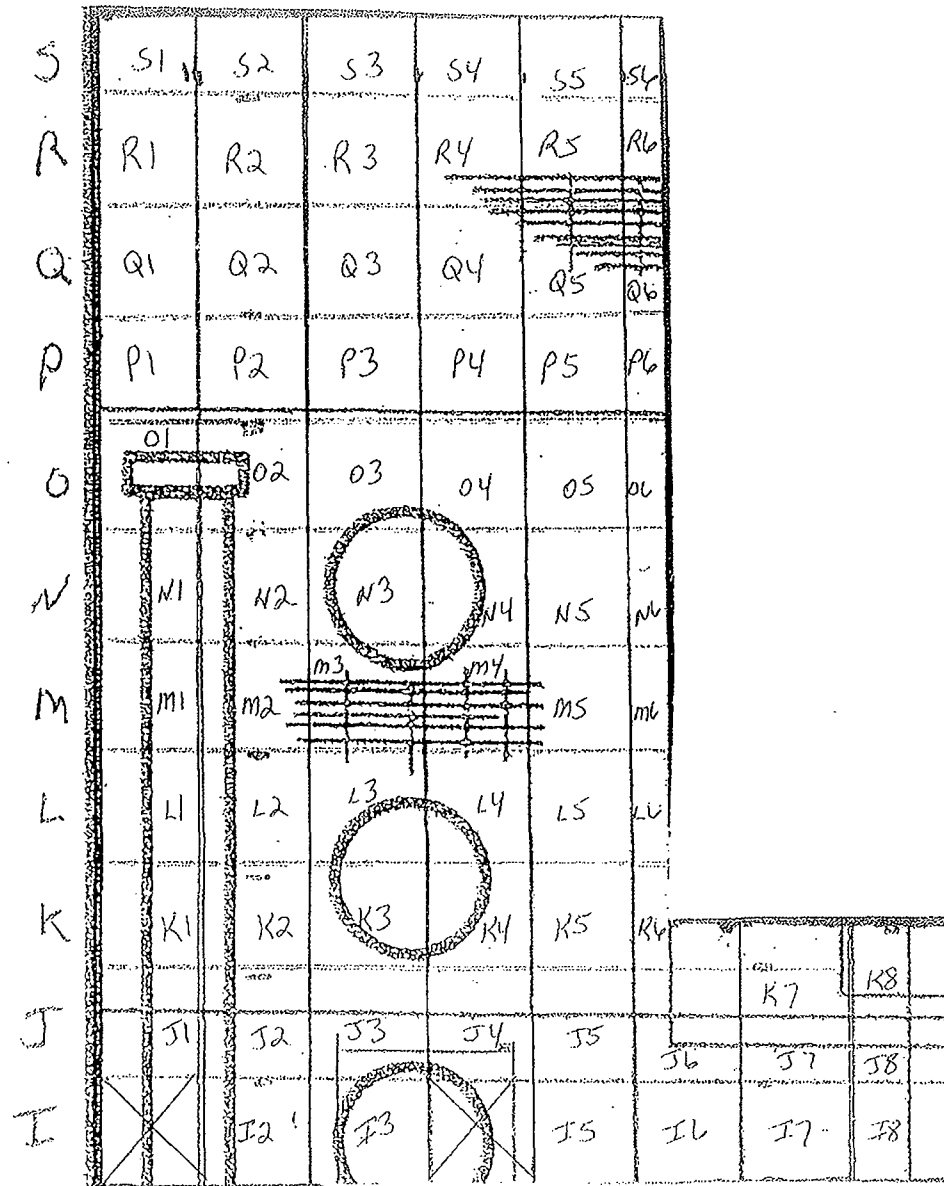 S S1 S2 S3 S4 S5 S6
R R1 R2 R3 R4 R5 R6
Q Q1 Q2 Q3 Q4 Q5 Q6
P P1 P2 P3 P4 P5 P6
O O1 O2 O3 O4 O5 O6
N N1 N2 N3 N4 N5 N6
M M1 M2 M3 M4 M5 M6
L L1 L2 L3 L4 L5 L6
K K1 K2 K3 K4 K5 K6 K7 K8
J J1 J2 J3 J4 J5 J6 J7 J8
I I2 I3 I5 I6 I7 I8